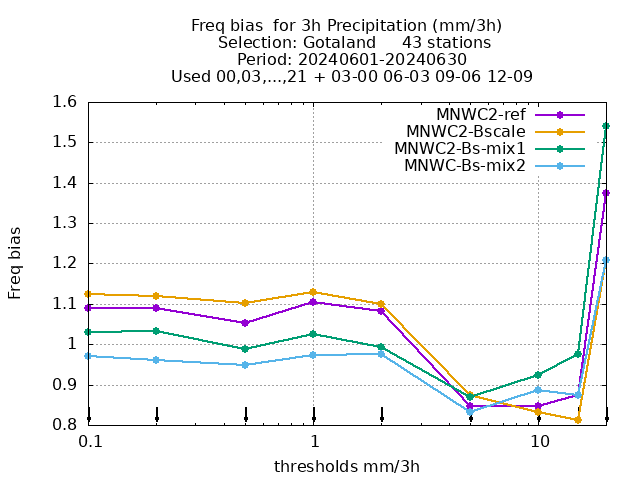 Freq bias  for 3h Precipitation (mm/3h)
Selection: Gotaland     43 stations
Period: 20240601-20240630
Used 00,03,...,21 + 03-00 06-03 09-06 12-09
1.6
1.5
1.4
1.3
1.2
1.1
1
0.9
0.8
Freq bias
MNWC2-ref
MNWC2-Bscale
MNWC2-Bs-mix1
MNWC-Bs-mix2
0.1
1
10
thresholds mm/3h